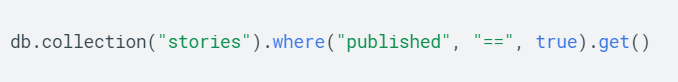 db.collection("stories").where("published", "==", true).get()